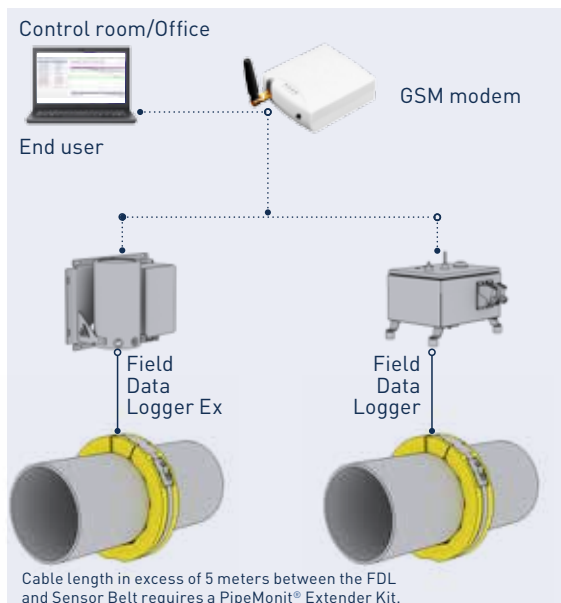 Control room/Office
GSM modem
End user
Field
Data
Logger Ex
Field
Data
Logger
Cable length in excess of 5 meters between the FDL
and Sensor Belt requires a PipeMonit® Extender Kit.